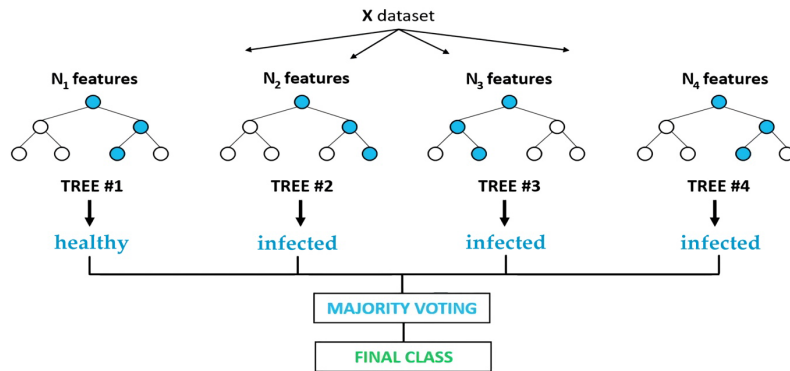 X dataset
N₁ features
N₂ features
N₃ features
N₄ features
TREE #1
TREE #2
TREE #3
TREE #4
healthy
infected
infected
infected
MAJORITY VOTING
FINAL CLASS